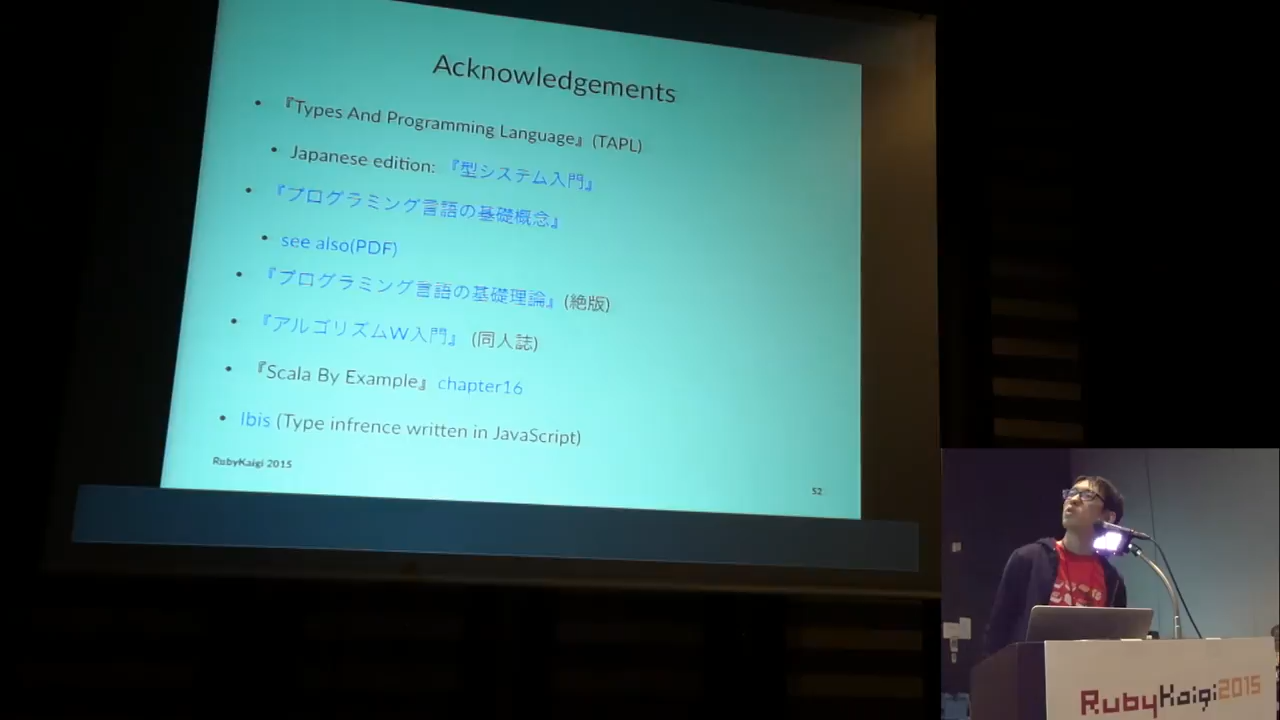 Acknowledgements
• 『Types And Programming Language』(TAPL)
• Japanese edition: 『型システム入門』
• 『プログラミング言語の基礎概念』
• see also(PDF)
• 『プログラミング言語の基礎理論』(絶版)
• 『アルゴリズムW入門』 (同人誌)
• 『Scala By Example』 chapter16
• Ibis (Type infrence written in JavaScript)
RubyKaigi 2015
52
RubyKaigi2015